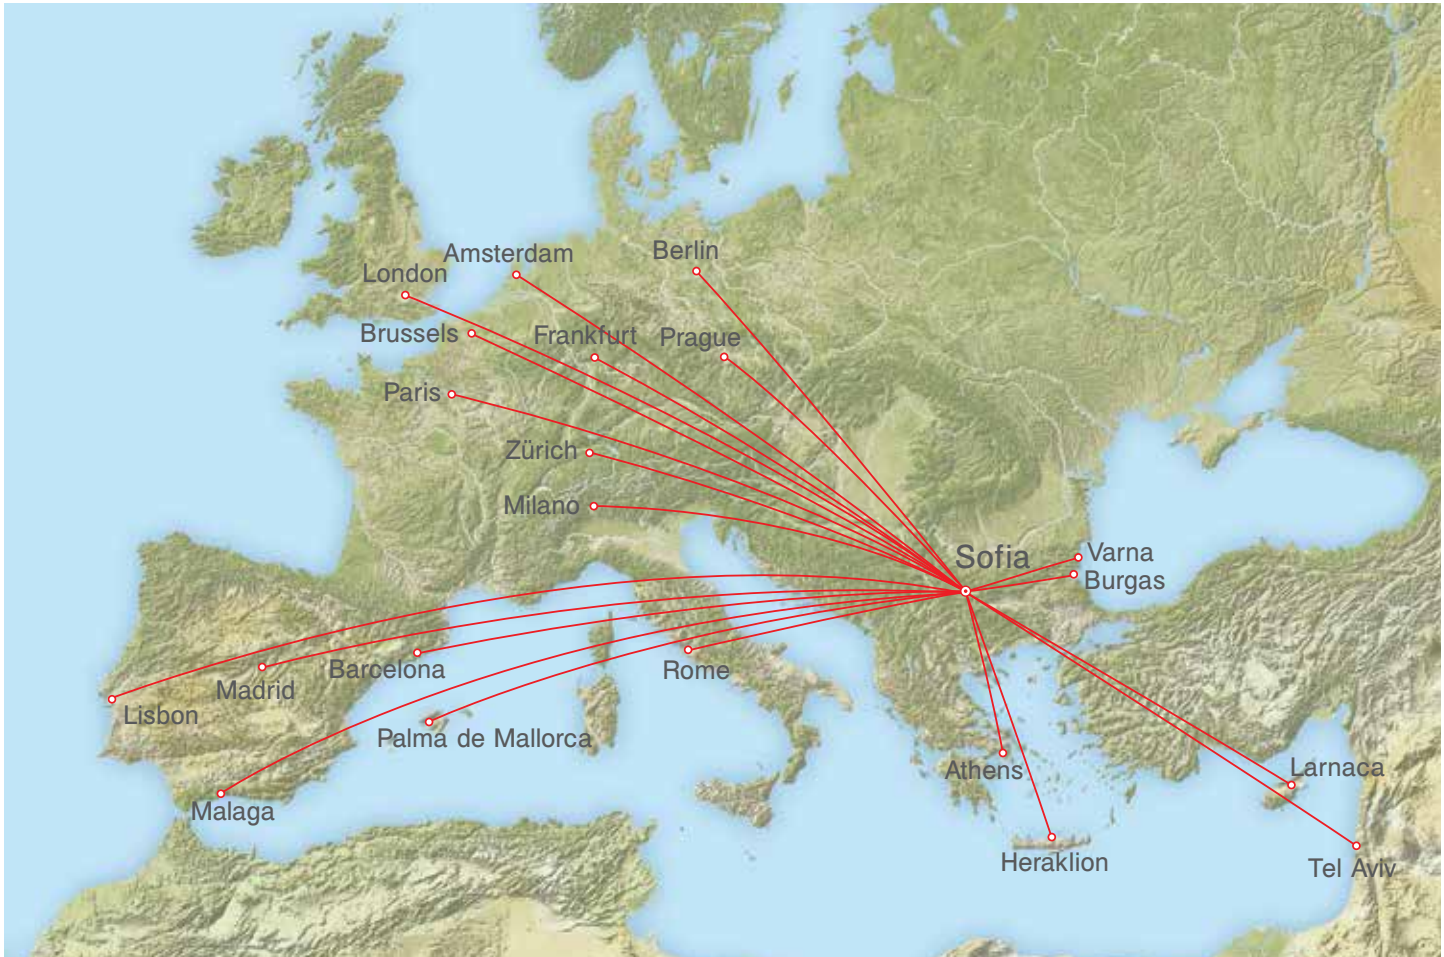 Amsterdam
Berlin
London
Brussels
Frankfurt
Prague
Paris
Zürich
Milano
Sofia
Varna
Burgas
Barcelona
Rome
Madrid
Lisbon
Palma de Mallorca
Athens
Larnaca
Malaga
Heraklion
Tel Aviv